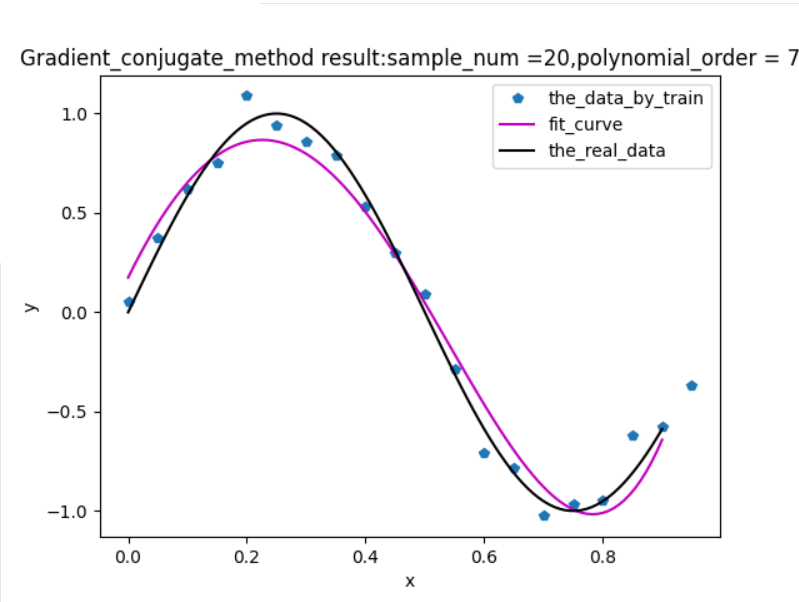 Gradient_conjugate_method result:sample_num =20,polynomial_order = 7
the_data_by_train
fit_curve
the_real_data
1.0
0.5
0.0
−0.5
−1.0
y
0.0 0.2 0.4 0.6 0.8
x